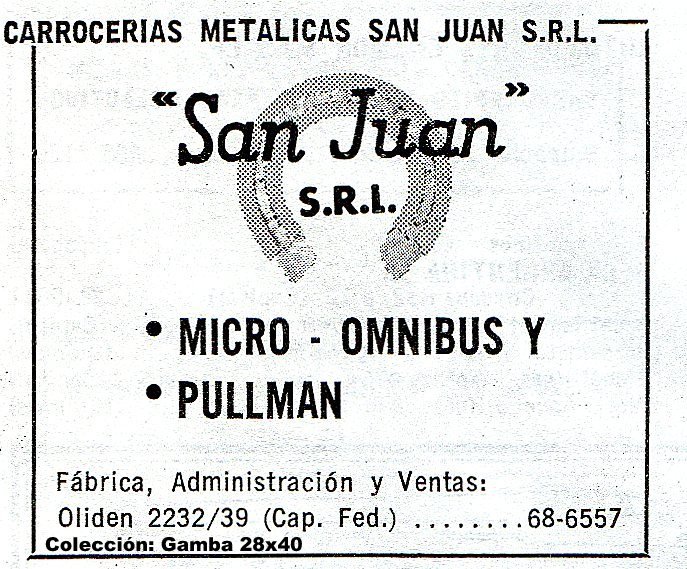 CARROCERIAS METALICAS SAN JUAN S.R.L.
"San Juan"
S.R.L.
• MICRO - OMNIBUS Y
• PULLMAN
Fábrica, Administración y Ventas:
Oliden 2232/39 (Cap. Fed.) ........ 68-6557
Colección: Gamba 28x40